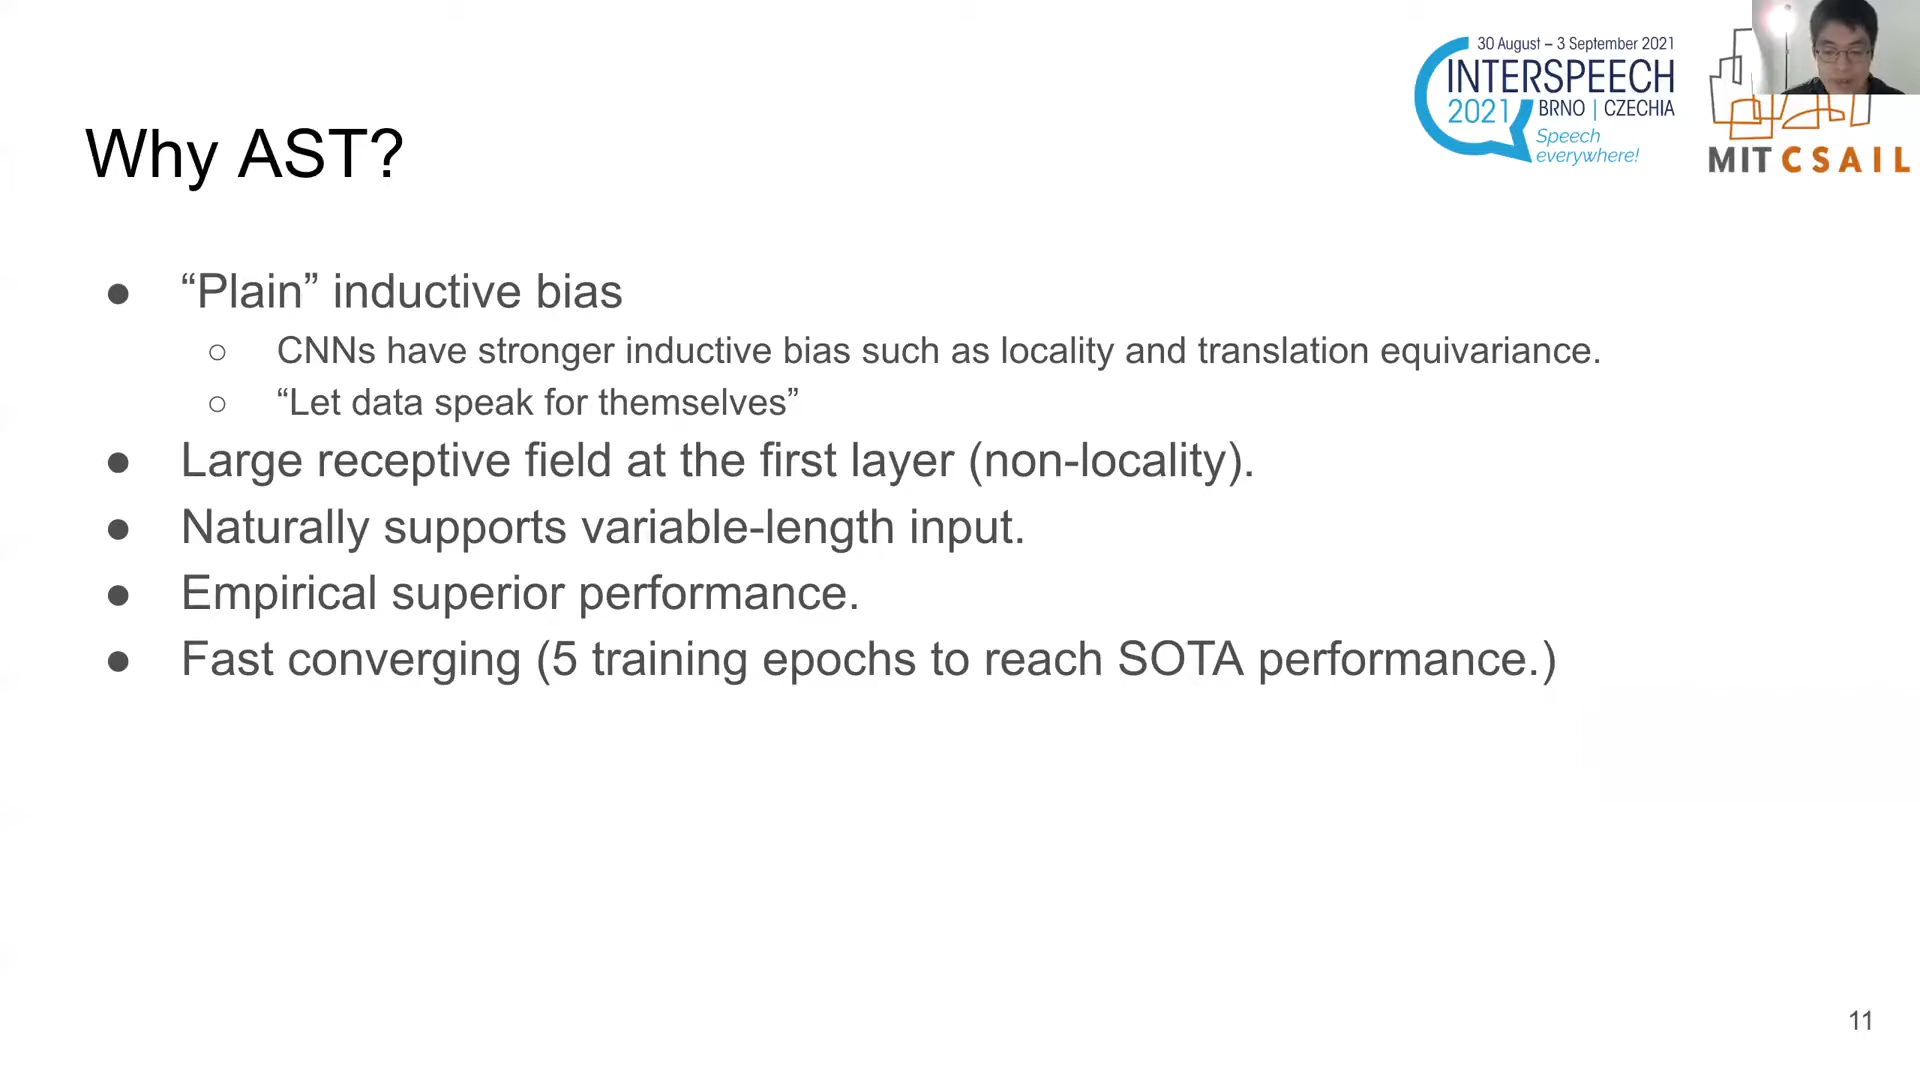 30 August – 3 September 2021
INTERSPEECH
2021 BRNO | CZECHIA
Speech
everywhere!
MIT CSAIL
Why AST?
● “Plain” inductive bias
○ CNNs have stronger inductive bias such as locality and translation equivariance.
○ “Let data speak for themselves”
● Large receptive field at the first layer (non-locality).
● Naturally supports variable-length input.
● Empirical superior performance.
● Fast converging (5 training epochs to reach SOTA performance.)
11